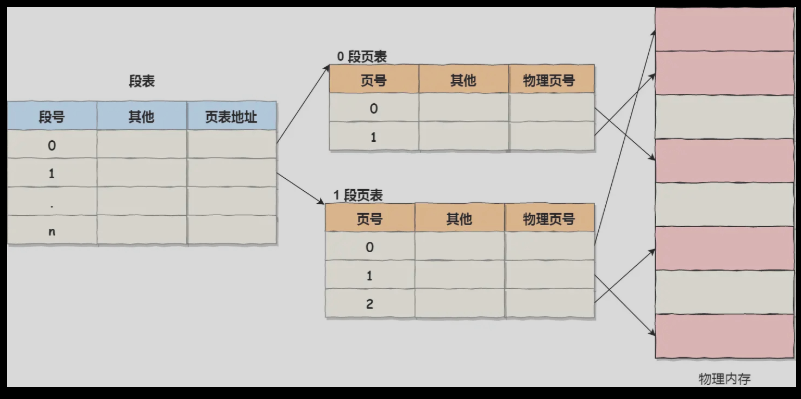 段表
段号 其他 页表地址
0
1
.
n
0 段页表
页号 其他 物理页号
0
1
1 段页表
页号 其他 物理页号
0
1
2
物理内存